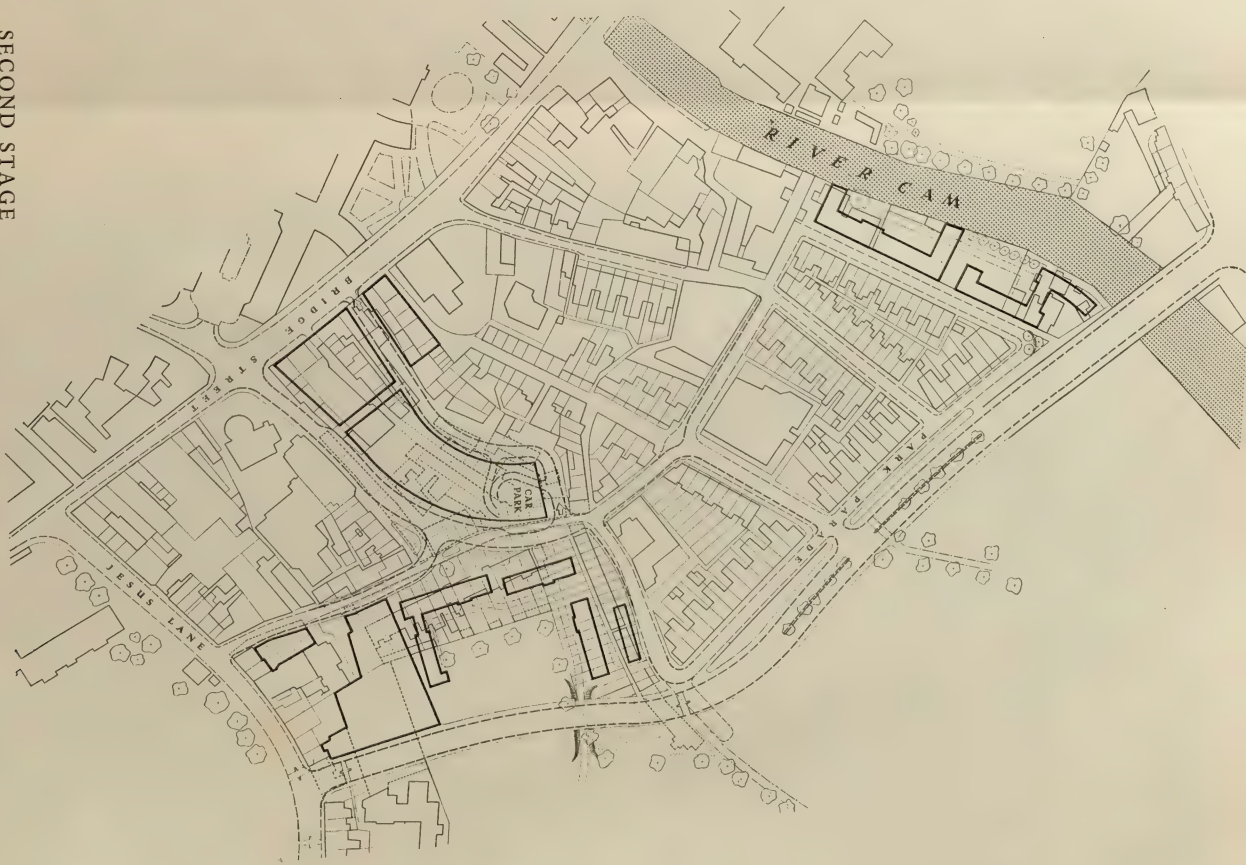 SECOND STAGE
RIVER CAM
BRIDGE
STREET
CAR
PARK
PARK PARADE
JESUS LANE